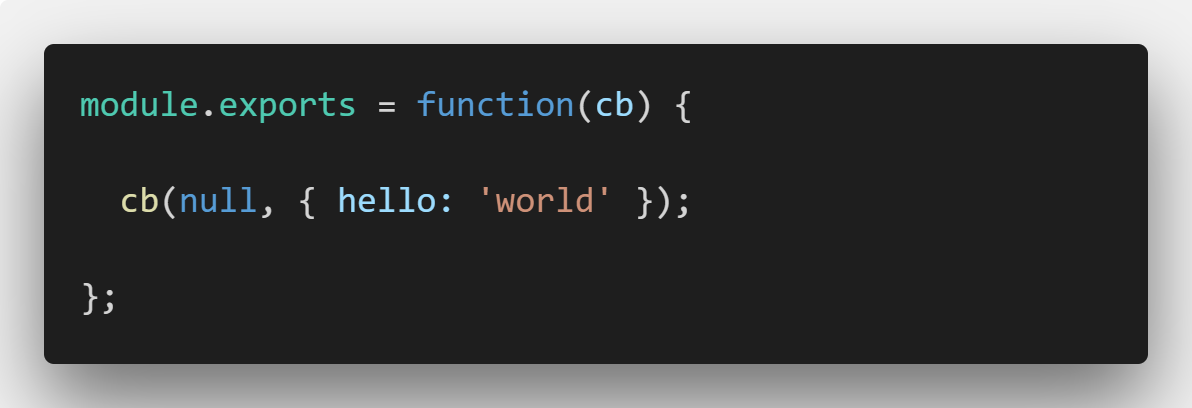 module.exports = function(cb) {
  cb(null, { hello: 'world' });
};